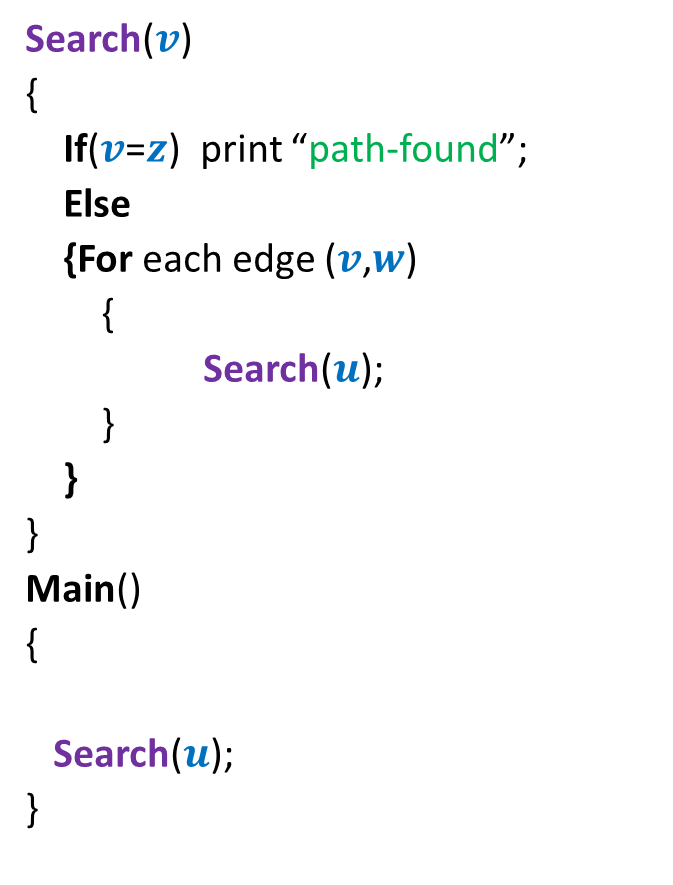 Search(v)
{
If(v=z) print “path-found”;
Else
{For each edge (v,w)
{
Search(u);
}
}
}
Main()
{
Search(u);
}